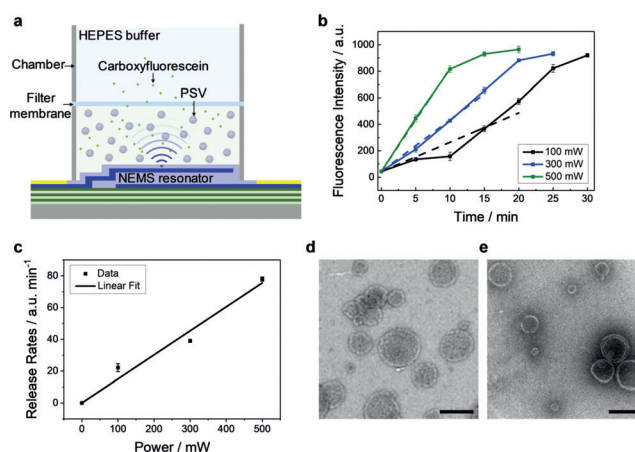 a
HEPES buffer
Chamber
Carboxyfluorescein
Filter
membrane
PSV
NEMS resonator
b
Fluorescence Intensity / a.u.
1000
800
600
400
200
0
0 5 10 15 20 25 30
Time / min
100 mW
300 mW
500 mW
c
Release Rates / a.u. min⁻¹
80
60
40
20
0
0 100 200 300 400 500
Power / mW
Data
Linear Fit
d
e